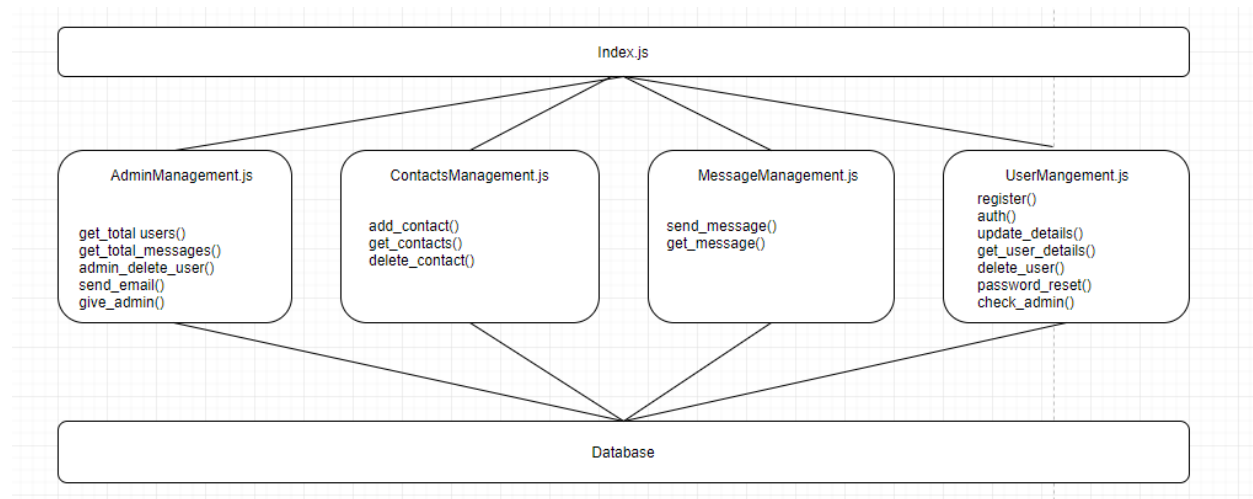 Index.js
AdminManagement.js
get_total users()
get_total_messages()
admin_delete_user()
send_email()
give_admin()
ContactsManagement.js
add_contact()
get_contacts()
delete_contact()
MessageManagement.js
send_message()
get_message()
UserMangement.js
register()
auth()
update_details()
get_user_details()
delete_user()
password_reset()
check_admin()
Database